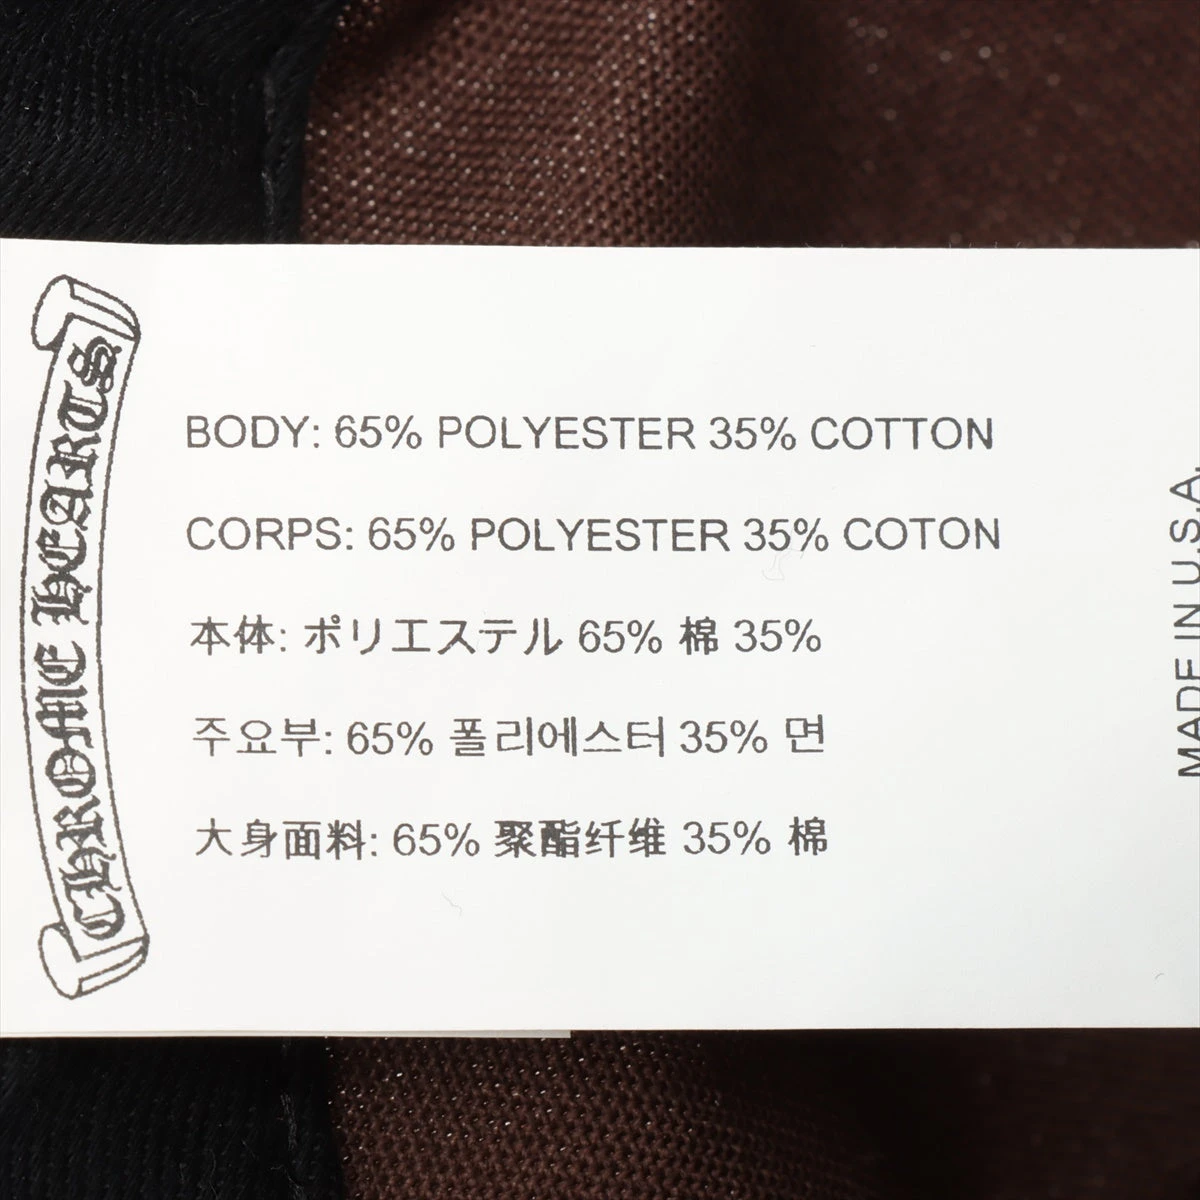 CHROME HEARTS
BODY: 65% POLYESTER 35% COTTON
CORPS: 65% POLYESTER 35% COTON
本体: ポリエステル 65% 棉 35%
주요부: 65% 폴리에스터 35% 면
大身面料: 65% 聚酯纤维 35% 棉
MADE IN U.S.A.